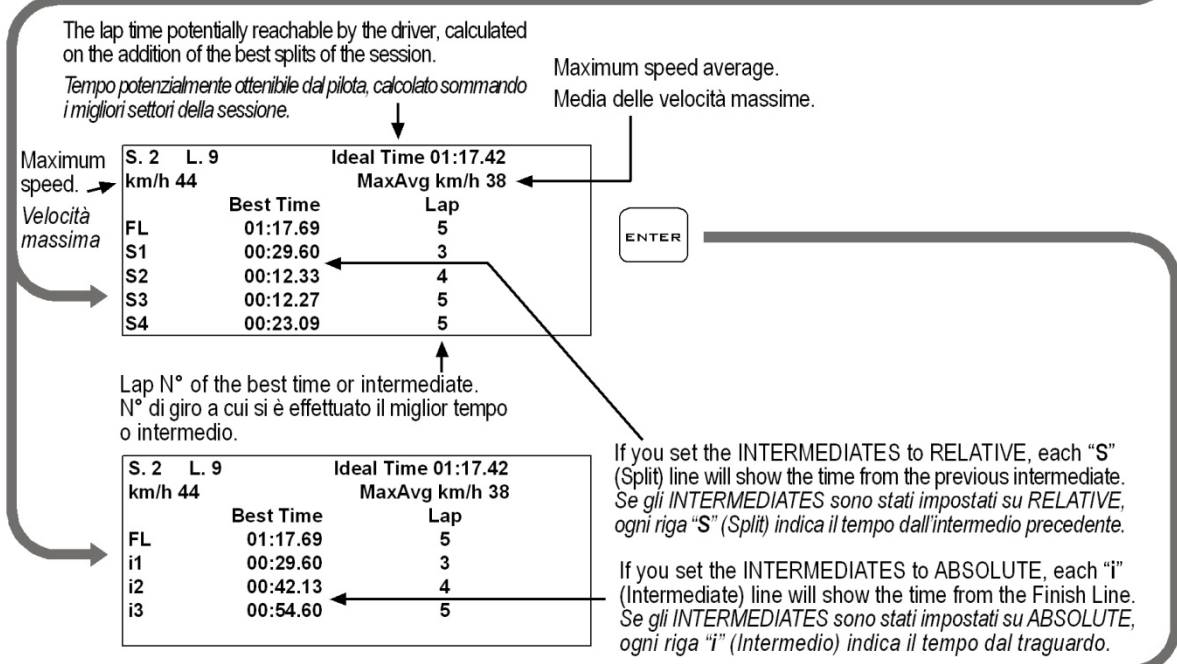 The lap time potentially reachable by the driver, calculated
on the addition of the best splits of the session.
Tempo potenzialmente ottenibile dal pilota, calcolato sommando
i migliori settori della sessione.
Maximum speed average.
Media delle velocità massime.
Maximum
speed.
Velocità
massima
S. 2 L. 9 Ideal Time 01:17.42
km/h 44 MaxAvg km/h 38
Best Time Lap
FL 01:17.69 5
S1 00:29.60 3
S2 00:12.33 4
S3 00:12.27 5
S4 00:23.09 5
ENTER
Lap N° of the best time or intermediate.
N° di giro a cui si è effettuato il miglior tempo
o intermedio.
S. 2 L. 9 Ideal Time 01:17.42
km/h 44 MaxAvg km/h 38
Best Time Lap
FL 01:17.69 5
i1 00:29.60 3
i2 00:42.13 4
i3 00:54.60 5
If you set the INTERMEDIATES to RELATIVE, each “S”
(Split) line will show the time from the previous intermediate.
Se gli INTERMEDIATES sono stati impostati su RELATIVE,
ogni riga “S” (Split) indica il tempo dall'intermedio precedente.
If you set the INTERMEDIATES to ABSOLUTE, each “i”
(Intermediate) line will show the time from the Finish Line.
Se gli INTERMEDIATES sono stati impostati su ABSOLUTE,
ogni riga “i” (Intermedio) indica il tempo dal traguardo.